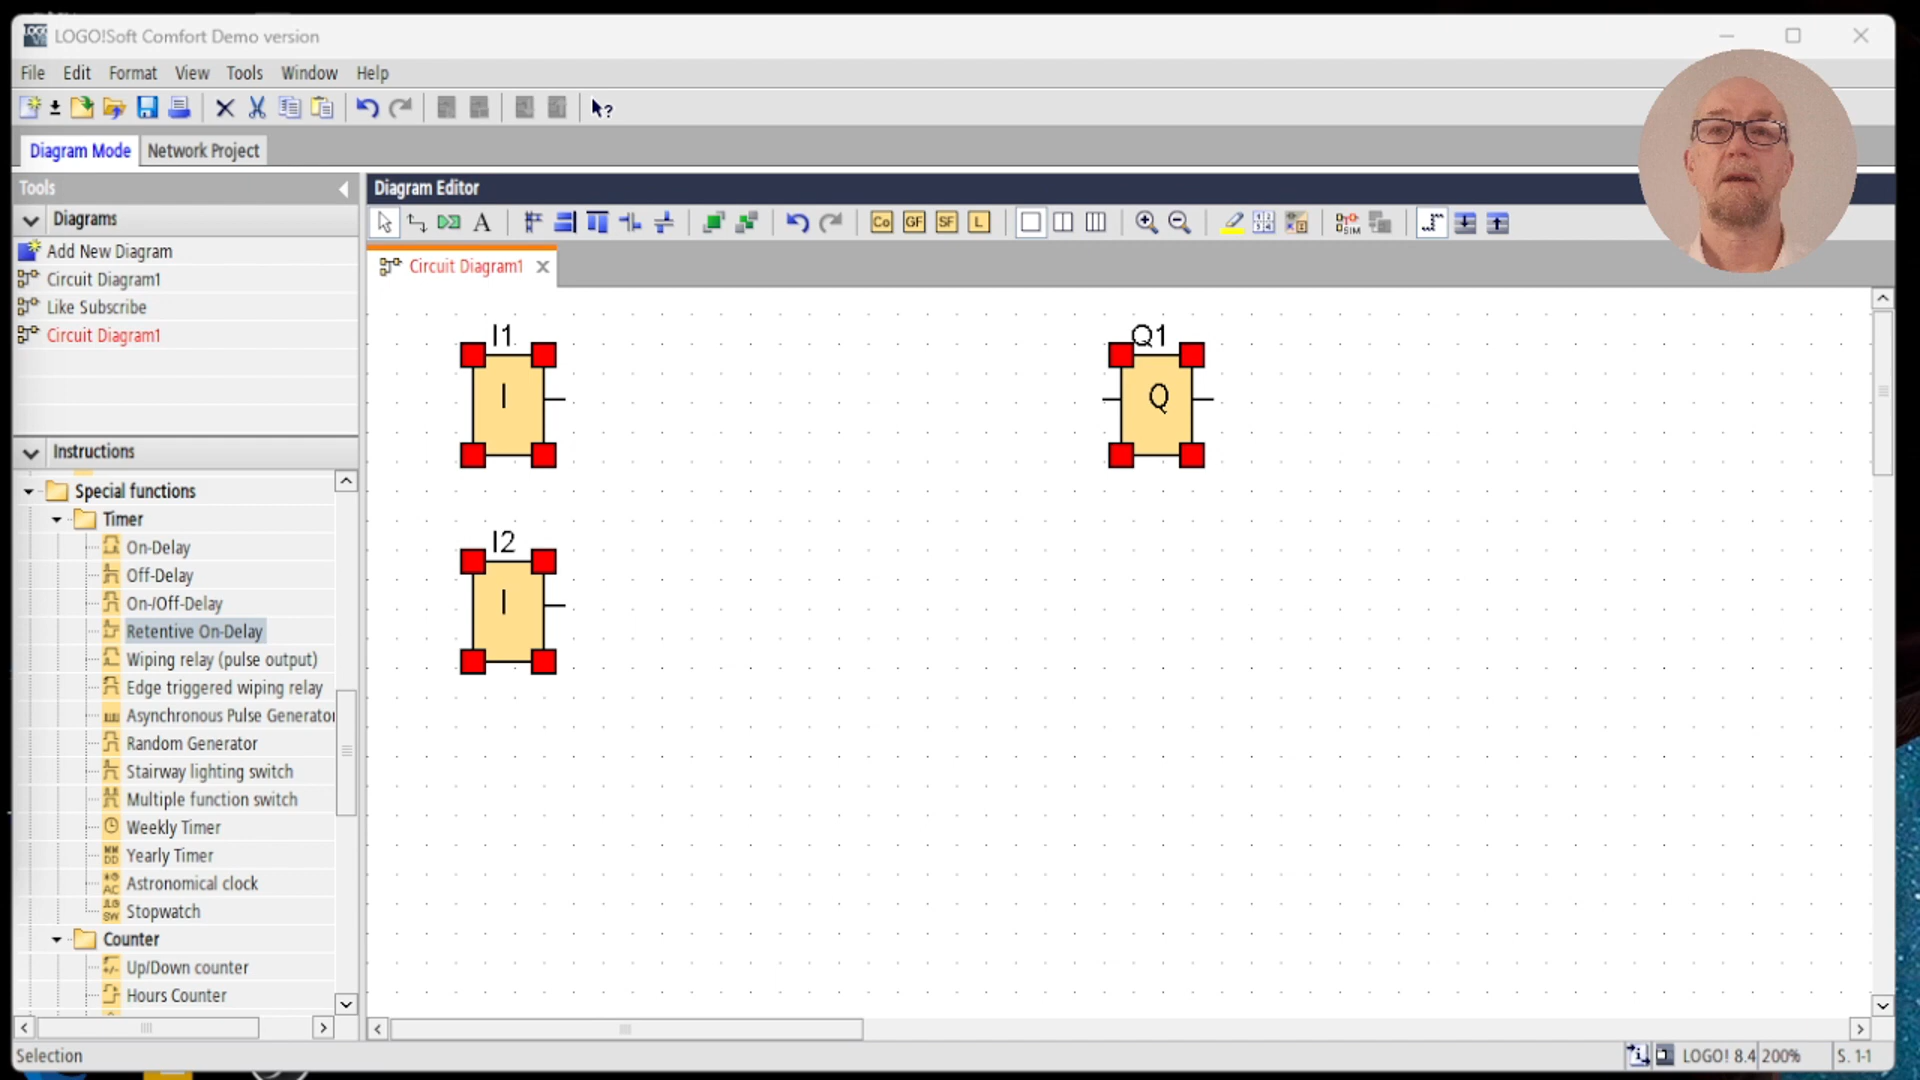 LOGO!Soft Comfort Demo version
File Edit Format View Tools Window Help
Diagram Mode Network Project
Tools
Diagrams
Add New Diagram
Circuit Diagram1
Like Subscribe
Circuit Diagram1
Instructions
Special functions
Timer
On-Delay
Off-Delay
On-/Off-Delay
Retentive On-Delay
Wiping relay (pulse output)
Edge triggered wiping relay
Asynchronous Pulse Generator
Random Generator
Stairway lighting switch
Multiple function switch
Weekly Timer
Yearly Timer
Astronomical clock
Stopwatch
Counter
Up/Down counter
Hours Counter
Diagram Editor
A Co GF SF L SIM
Circuit Diagram1
I1
I
Q1
Q
I2
I
Selection
LOGO! 8.4 200% S. 1-1